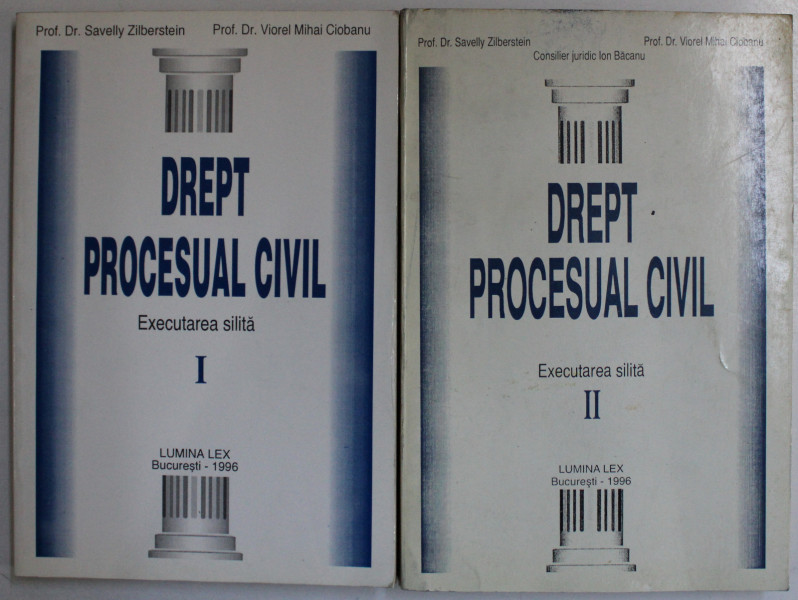 Prof. Dr. Savelly Zilberstein Prof. Dr. Viorel Mihai Ciobanu
DREPT
PROCESUAL CIVIL
Executarea silită
I
LUMINA LEX
Bucureşti - 1996
Prof. Dr. Savelly Zilberstein Prof. Dr. Viorel Mihai Ciobanu
Consilier juridic Ion Băcanu
DREPT
PROCESUAL CIVIL
Executarea silită
II
LUMINA LEX
Bucureşti - 1996